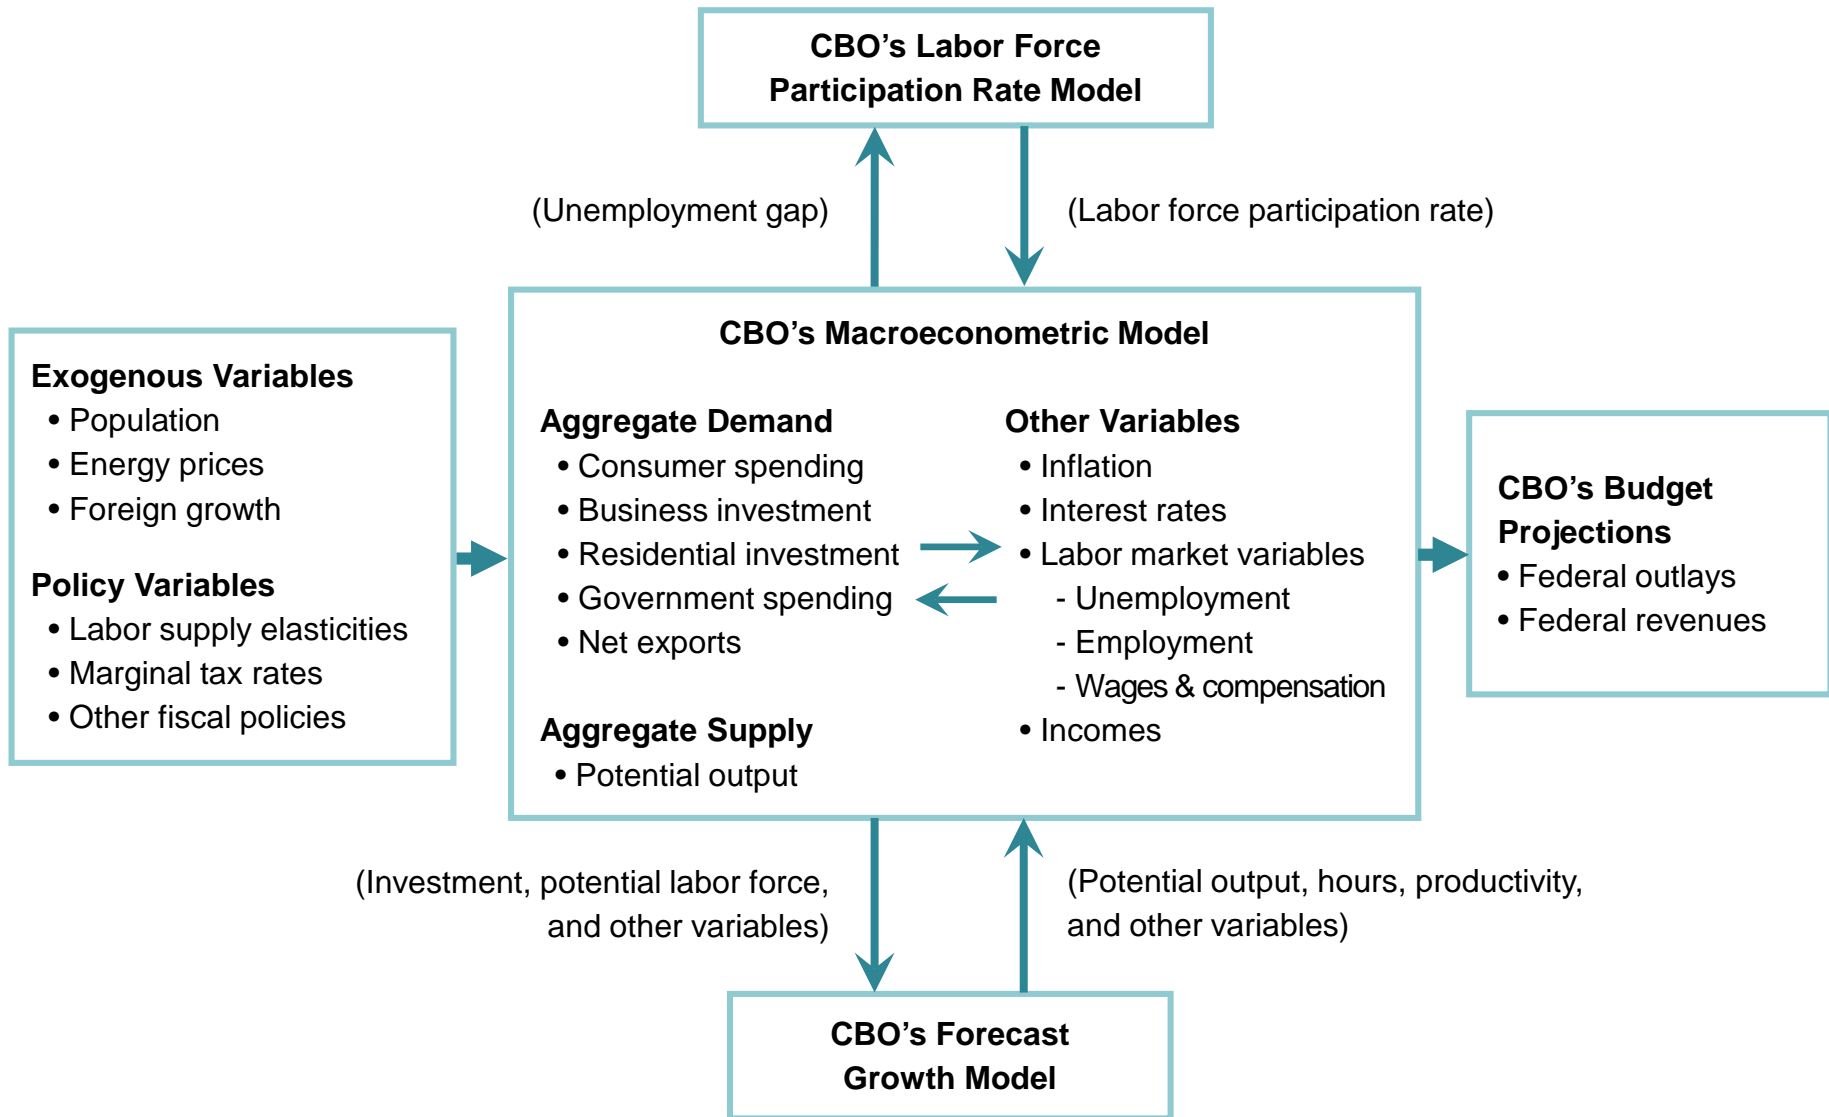 CBO’s Labor Force
Participation Rate Model
(Unemployment gap)
(Labor force participation rate)
Exogenous Variables
• Population
• Energy prices
• Foreign growth
Policy Variables
• Labor supply elasticities
• Marginal tax rates
• Other fiscal policies
CBO’s Macroeconometric Model
Aggregate Demand
• Consumer spending
• Business investment
• Residential investment
• Government spending
• Net exports
Aggregate Supply
• Potential output
Other Variables
• Inflation
• Interest rates
• Labor market variables
- Unemployment
- Employment
- Wages & compensation
• Incomes
CBO’s Budget
Projections
• Federal outlays
• Federal revenues
(Investment, potential labor force,
and other variables)
(Potential output, hours, productivity,
and other variables)
CBO’s Forecast
Growth Model